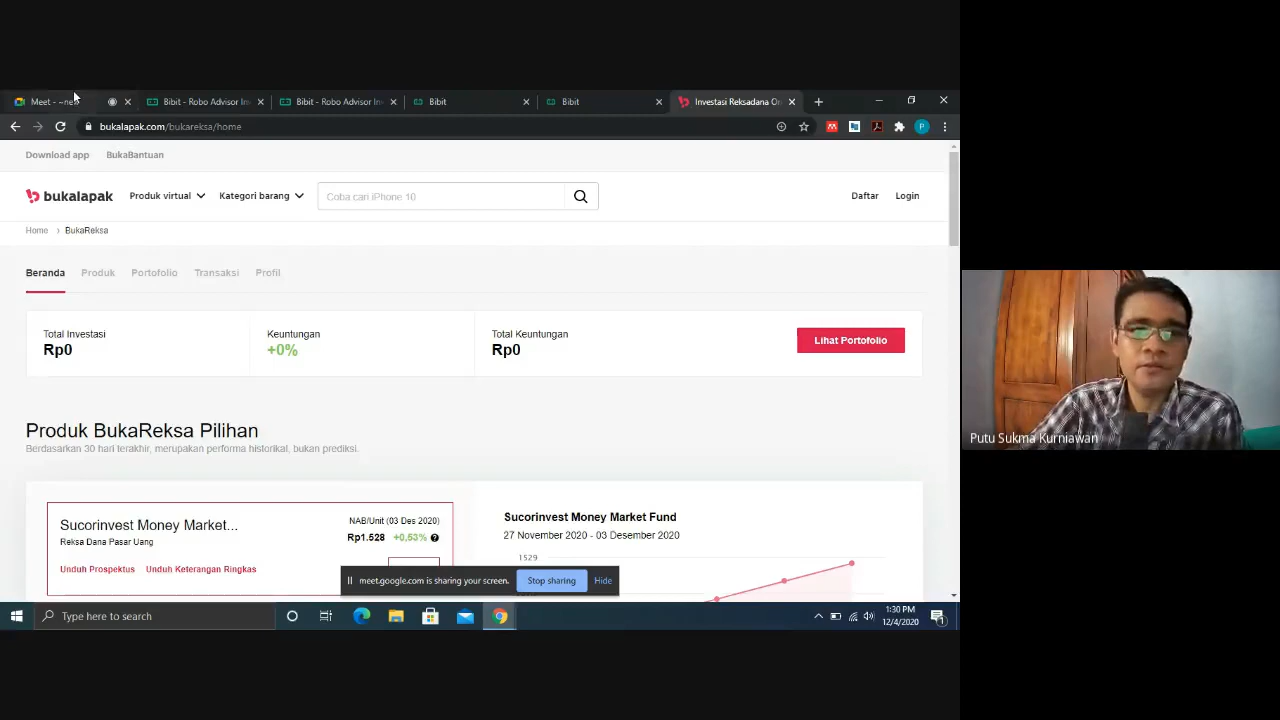 Meet - ~ne
Bibit - Robo Advisor In
Bibit - Robo Advisor In
Bibit
Bibit
Investasi Reksadana On
bukalapak.com/bukareksa/home
P
Download app
BukaBantuan
bukalapak
Produk virtual
Kategori barang
Coba cari iPhone 10
Daftar
Login
Home › BukaReksa
Beranda
Produk
Portofolio
Transaksi
Profil
Total Investasi
Rp0
Keuntungan
+0%
Total Keuntungan
Rp0
Lihat Portofolio
Produk BukaReksa Pilihan
Berdasarkan 30 hari terakhir, merupakan performa historikal, bukan prediksi.
Sucorinvest Money Market...
Reksa Dana Pasar Uang
NAB/Unit (03 Des 2020)
Rp1.528 +0,53%
Unduh Prospektus
Unduh Keterangan Ringkas
Sucorinvest Money Market Fund
27 November 2020 - 03 Desember 2020
1529
meet.google.com is sharing your screen.
Stop sharing
Hide
Type here to search
1:30 PM
12/4/2020
1
Putu Sukma Kurniawan